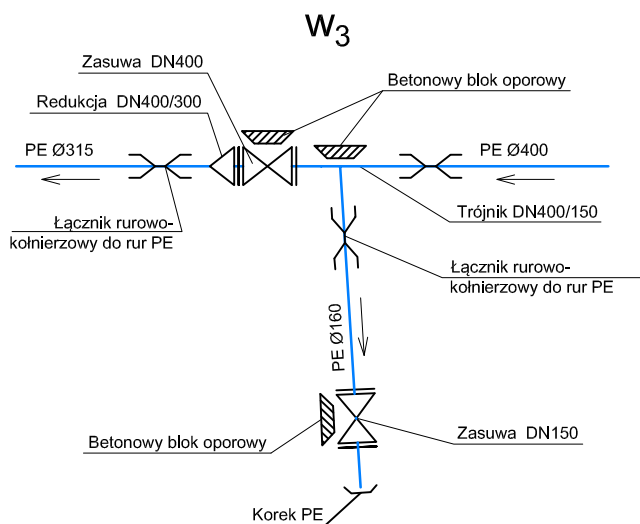 W3
Zasuwa DN400
Betonowy blok oporowy
Redukcja DN400/300
PE Ø315
PE Ø400
Trójnik DN400/150
Łącznik rurowo-
kołnierzowy do rur PE
Łącznik rurowo-
kołnierzowy do rur PE
PE Ø160
Betonowy blok oporowy
Zasuwa DN150
Korek PE